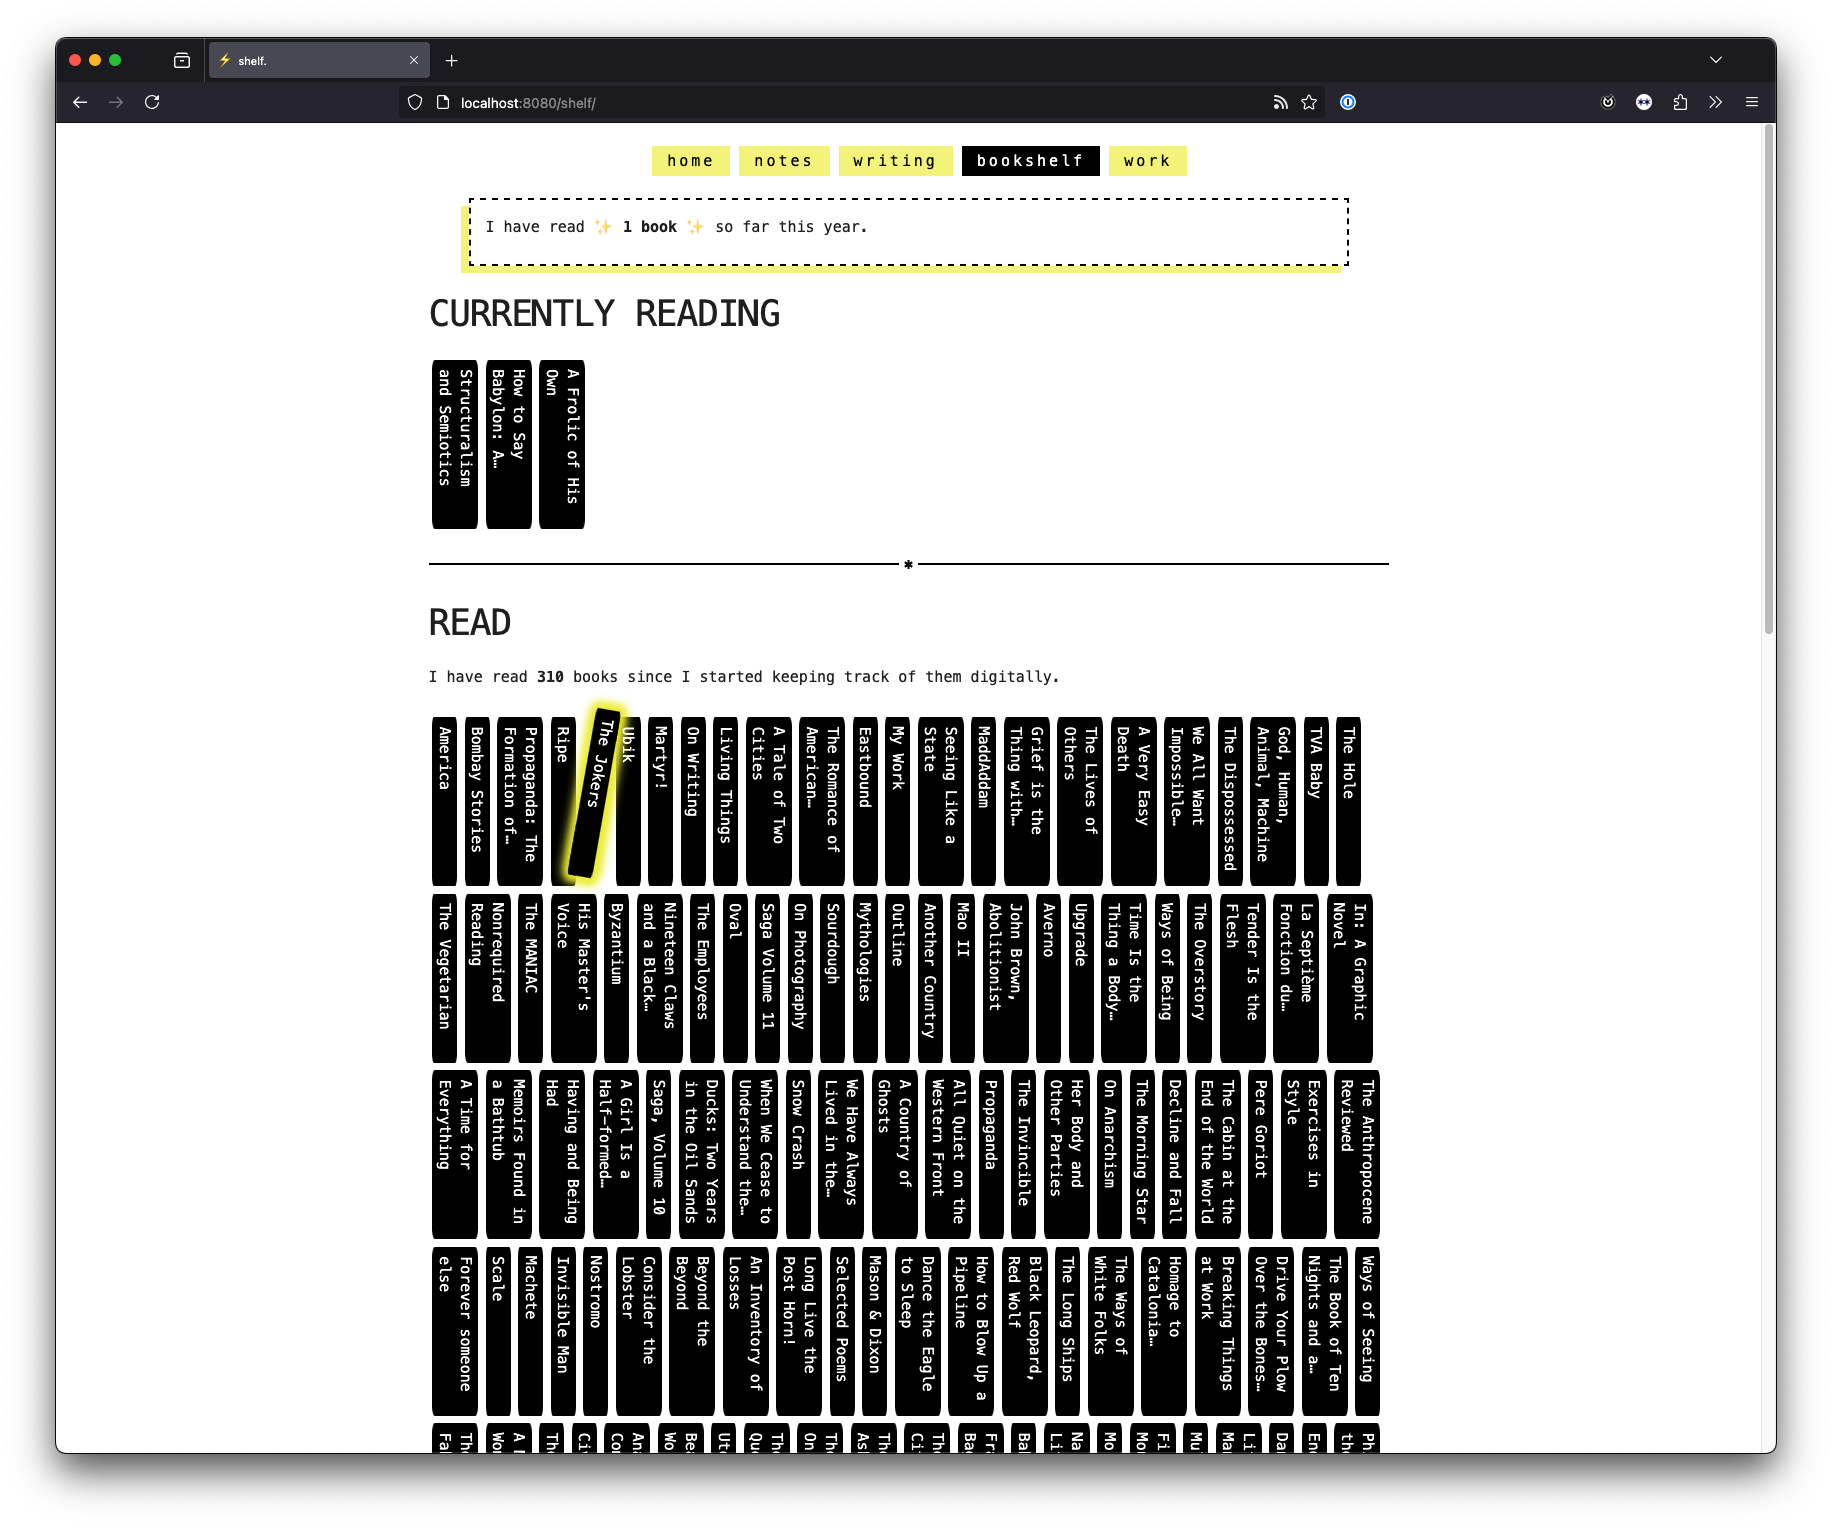 shelf.
localhost:8080/shelf/
home
notes
writing
bookshelf
work
I have read ✨ 1 book ✨ so far this year.
CURRENTLY READING
Structuralism
and Semiotics
How to Say
Babylon: A…
A Frolic of His
Own
*
READ
I have read 310 books since I started keeping track of them digitally.
America
Bombay Stories
Propaganda: The
Formation of…
Ripe
The Jokers
Ubik
Martyr!
On Writing
Living Things
A Tale of Two
Cities
The Romance of
American…
Eastbound
My Work
Seeing Like a
State
MaddAddam
Grief is the
Thing with…
The Lives of
Others
A Very Easy
Death
We All Want
Impossible…
The Dispossessed
God, Human,
Animal, Machine
TVA Baby
The Hole
The Vegetarian
Nonrequired
Reading
The MANIAC
His Master's
Voice
Byzantium
Nineteen Claws
and a Black…
The Employees
Oval
Saga Volume 11
On Photography
Sourdough
Mythologies
Outline
Another Country
Mao II
John Brown,
Abolitionist
Averno
Upgrade
Time Is the
Thing a Body…
Ways of Being
The Overstory
Tender Is the
Flesh
La Septième
Fonction du…
In: A Graphic
Novel
A Time for
Everything
Memoirs Found in
a Bathtub
Having and Being
Had
A Girl Is a
Half-formed…
Saga, Volume 10
Ducks: Two Years
in the Oil Sands
When We Cease to
Understand the…
Snow Crash
We Have Always
Lived in the…
A Country of
Ghosts
All Quiet on the
Western Front
Propaganda
The Invincible
Her Body and
Other Parties
On Anarchism
The Morning Star
Decline and Fall
The Cabin at the
End of the World
Pere Goriot
Exercises in
Style
The Anthropocene
Reviewed
Forever someone
else
Scale
Machete
Invisible Man
Nostromo
Consider the
Lobster
Beyond the
Beyond
An Inventory of
Losses
Long Live the
Post Horn!
Selected Poems
Mason & Dixon
Dance the Eagle
to Sleep
How to Blow Up a
Pipeline
Black Leopard,
Red Wolf
The Long Ships
The Ways of
White Folks
Homage to
Catalonia…
Breaking Things
at Work
Drive Your Plow
Over the Bones…
The Book of Ten
Nights and a…
Ways of Seeing